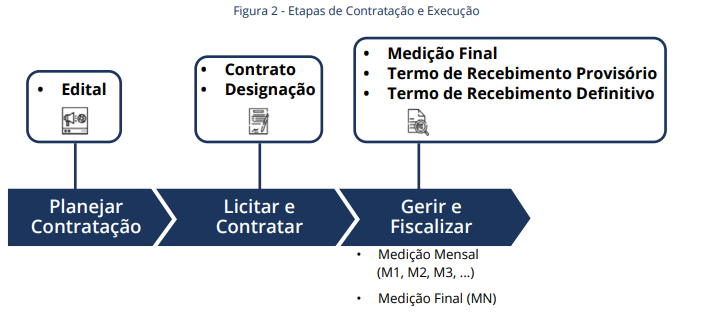 Figura 2 - Etapas de Contratação e Execução
• Edital
• Contrato
• Designação
• Medição Final
• Termo de Recebimento Provisório
• Termo de Recebimento Definitivo
Planejar
Contratação
Licitar e
Contratar
Gerir e
Fiscalizar
• Medição Mensal
(M1, M2, M3, ...)
• Medição Final (MN)